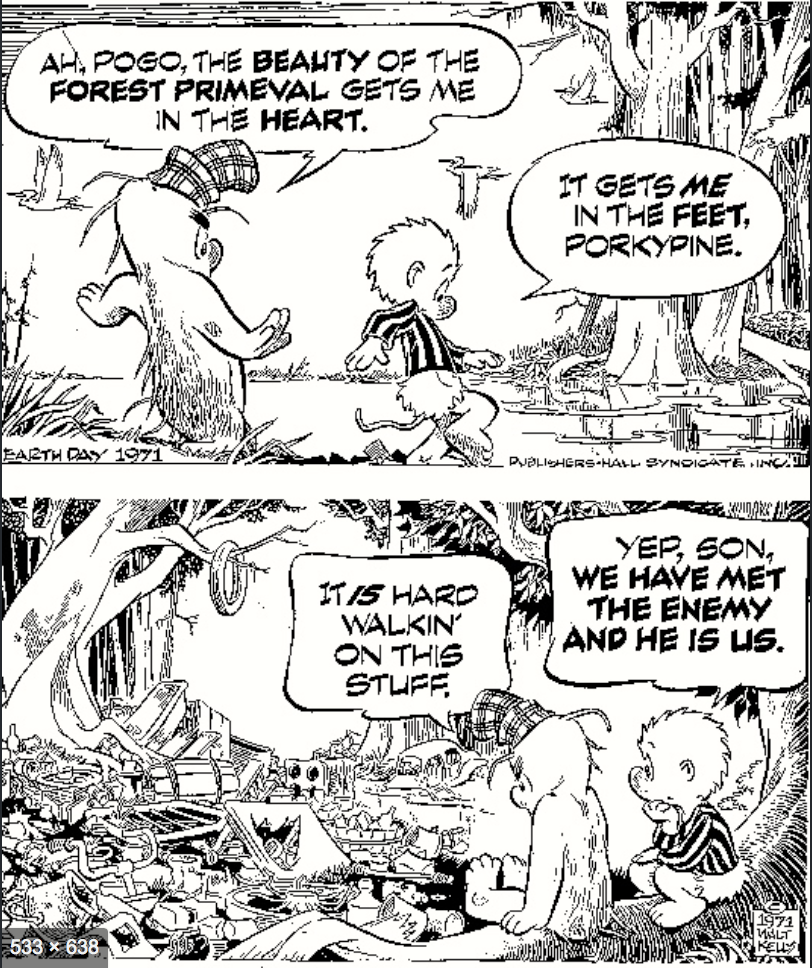 AH, POGO, THE BEAUTY OF THE
FOREST PRIMEVAL GETS ME
IN THE HEART.
IT GETS ME
IN THE FEET,
PORKYPINE.
EARTH DAY 1971
PUBLISHERS-HALL SYNDICATE, INC.
IT IS HARD
WALKIN'
ON THIS
STUFF.
YEP, SON,
WE HAVE MET
THE ENEMY
AND HE IS US.
©
1971
WALT
KELLY
533 × 638